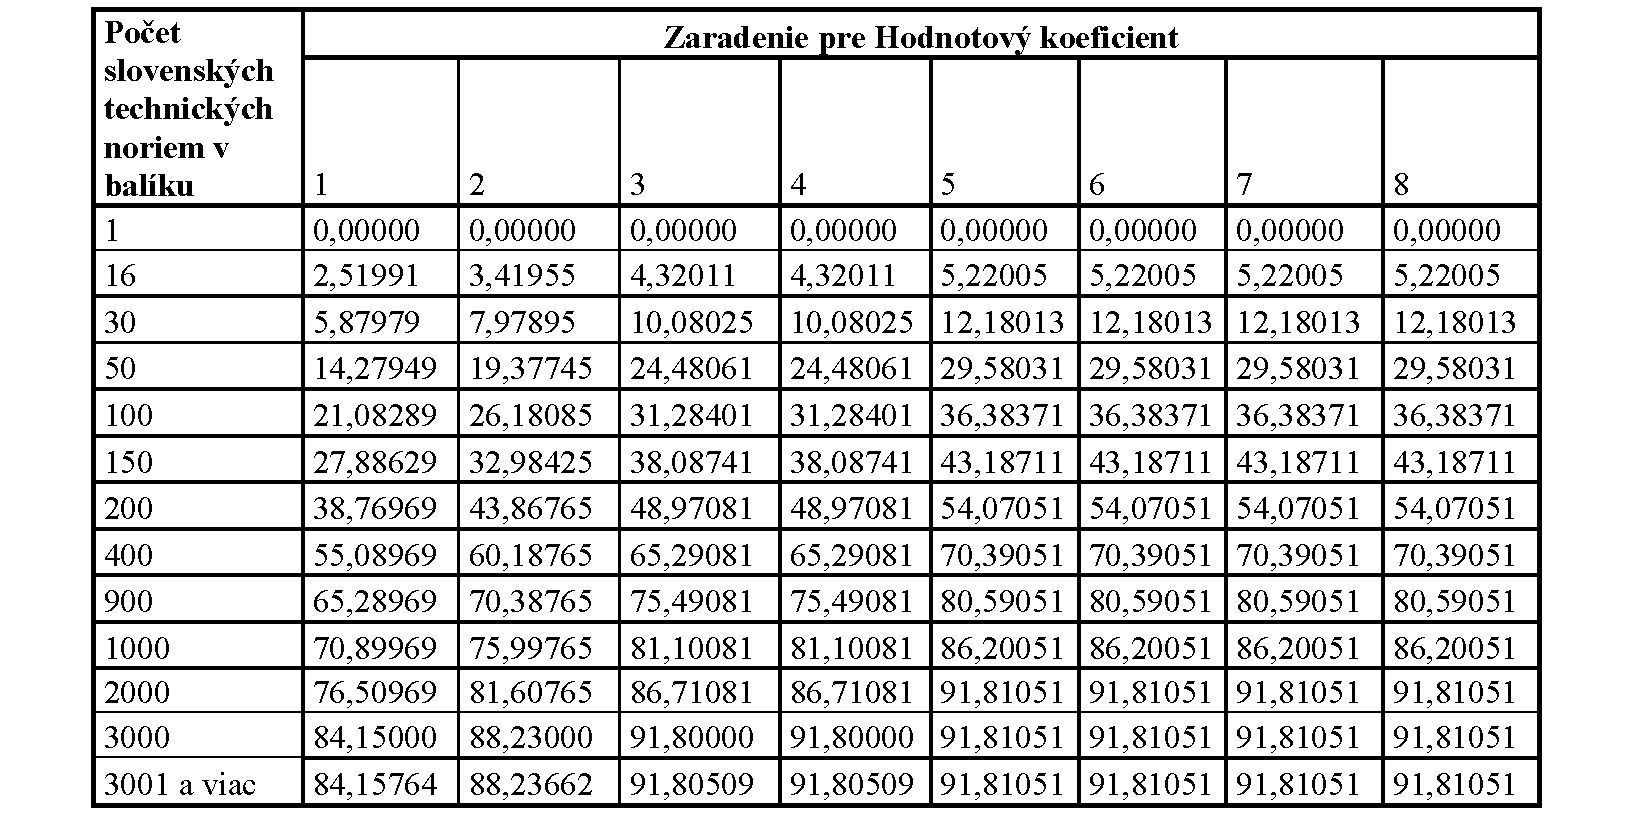 Počet slovenských technických noriem v balíku Zaradenie pre Hodnotový koeficient
1 2 3 4 5 6 7 8
1 0,00000 0,00000 0,00000 0,00000 0,00000 0,00000 0,00000 0,00000
16 2,51991 3,41955 4,32011 4,32011 5,22005 5,22005 5,22005 5,22005
30 5,87979 7,97895 10,08025 10,08025 12,18013 12,18013 12,18013 12,18013
50 14,27949 19,37745 24,48061 24,48061 29,58031 29,58031 29,58031 29,58031
100 21,08289 26,18085 31,28401 31,28401 36,38371 36,38371 36,38371 36,38371
150 27,88629 32,98425 38,08741 38,08741 43,18711 43,18711 43,18711 43,18711
200 38,76969 43,86765 48,97081 48,97081 54,07051 54,07051 54,07051 54,07051
400 55,08969 60,18765 65,29081 65,29081 70,39051 70,39051 70,39051 70,39051
900 65,28969 70,38765 75,49081 75,49081 80,59051 80,59051 80,59051 80,59051
1000 70,89969 75,99765 81,10081 81,10081 86,20051 86,20051 86,20051 86,20051
2000 76,50969 81,60765 86,71081 86,71081 91,81051 91,81051 91,81051 91,81051
3000 84,15000 88,23000 91,80000 91,80000 91,81051 91,81051 91,81051 91,81051
3001 a viac 84,15764 88,23662 91,80509 91,80509 91,81051 91,81051 91,81051 91,81051